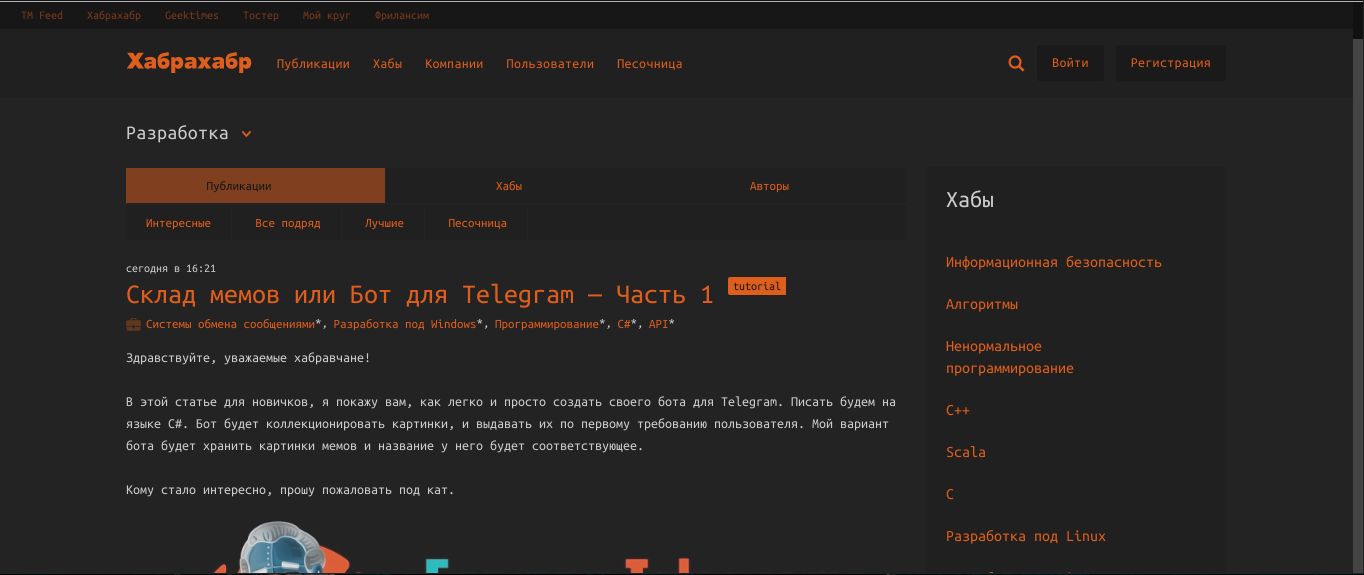 TM Feed Хабрахабр Geektimes Тостер Мой круг Фрилансим
Хабрахабр Публикации Хабы Компании Пользователи Песочница Войти Регистрация
Разработка
Публикации Хабы Авторы
Интересные Все подряд Лучшие Песочница
сегодня в 16:21
Склад мемов или Бот для Telegram — Часть 1 tutorial
Системы обмена сообщениями*, Разработка под Windows*, Программирование*, C#*, API*
Здравствуйте, уважаемые хабравчане!
В этой статье для новичков, я покажу вам, как легко и просто создать своего бота для Telegram. Писать будем на
языке C#. Бот будет коллекционировать картинки, и выдавать их по первому требованию пользователя. Мой вариант
бота будет хранить картинки мемов и название у него будет соответствующее.
Кому стало интересно, прошу пожаловать под кат.
Хабы
Информационная безопасность
Алгоритмы
Ненормальное
программирование
C++
Scala
C
Разработка под Linux